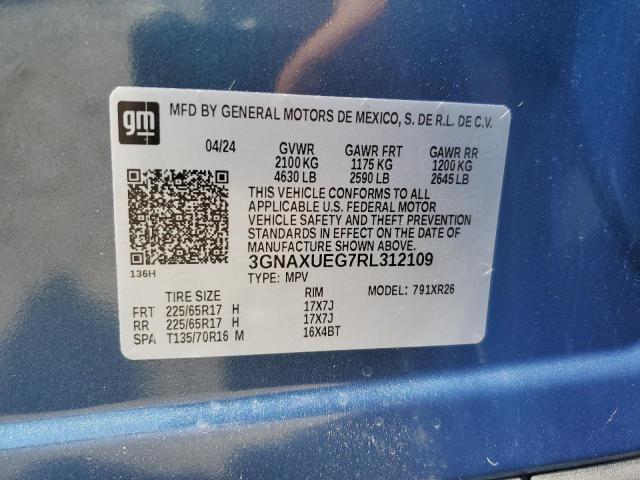 gm
MFD BY GENERAL MOTORS DE MEXICO, S. DE R.L. DE C.V.
04/24 GVWR GAWR FRT GAWR RR
2100 KG 1175 KG 1200 KG
4630 LB 2590 LB 2645 LB
THIS VEHICLE CONFORMS TO ALL
APPLICABLE U.S. FEDERAL MOTOR
VEHICLE SAFETY AND THEFT PREVENTION
STANDARDS IN EFFECT ON THE DATE OF
MANUFACTURE SHOWN ABOVE.
136H
3GNAXUEG7RL312109
TYPE: MPV MODEL: 791XR26
TIRE SIZE RIM
FRT 225/65R17 H 17X7J
RR 225/65R17 H 17X7J
SPA T135/70R16 M 16X4BT